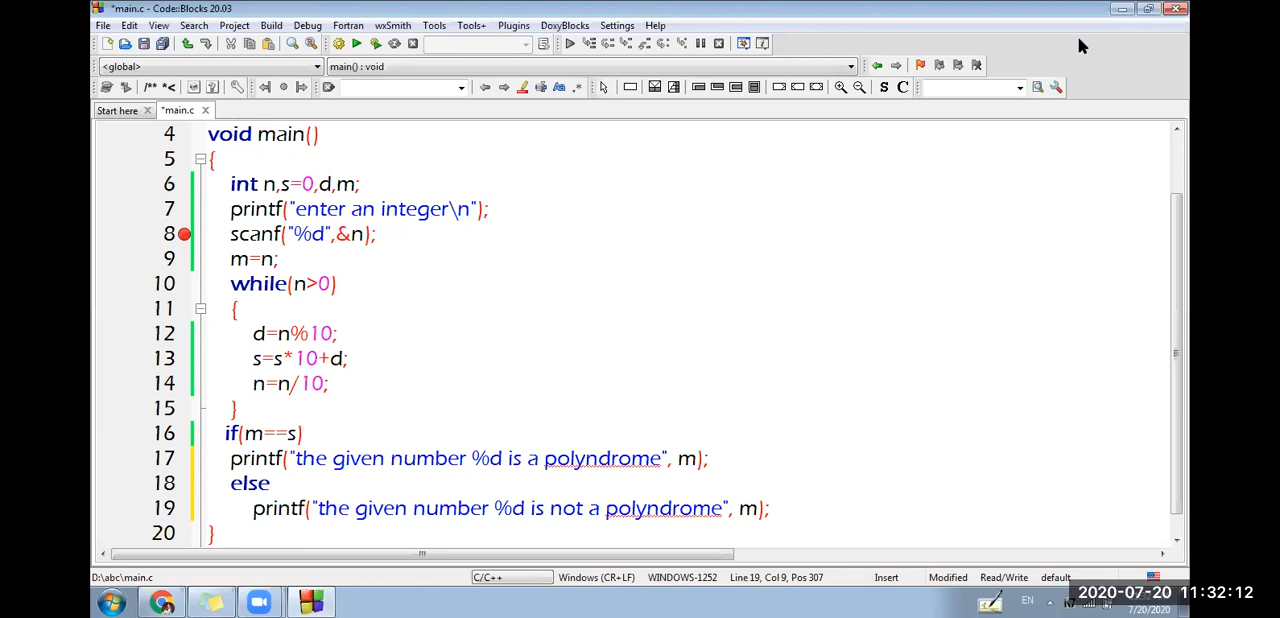 *main.c - Code::Blocks 20.03
File Edit View Search Project Build Debug Fortran wxSmith Tools Tools+ Plugins DoxyBlocks Settings Help
<global> main() : void
/** *< S C
Start here *main.c
4 void main()
5 {
6 int n,s=0,d,m;
7 printf("enter an integer\n");
8 scanf("%d",&n);
9 m=n;
10 while(n>0)
11 {
12 d=n%10;
13 s=s*10+d;
14 n=n/10;
15 }
16 if(m==s)
17 printf("the given number %d is a polyndrome", m);
18 else
19 printf("the given number %d is not a polyndrome", m);
20 }
D:\abc\main.c C/C++ Windows (CR+LF) WINDOWS-1252 Line 19, Col 9, Pos 307 Insert Modified Read/Write default
EN 2020-07-20 11:32:12
7/20/2020